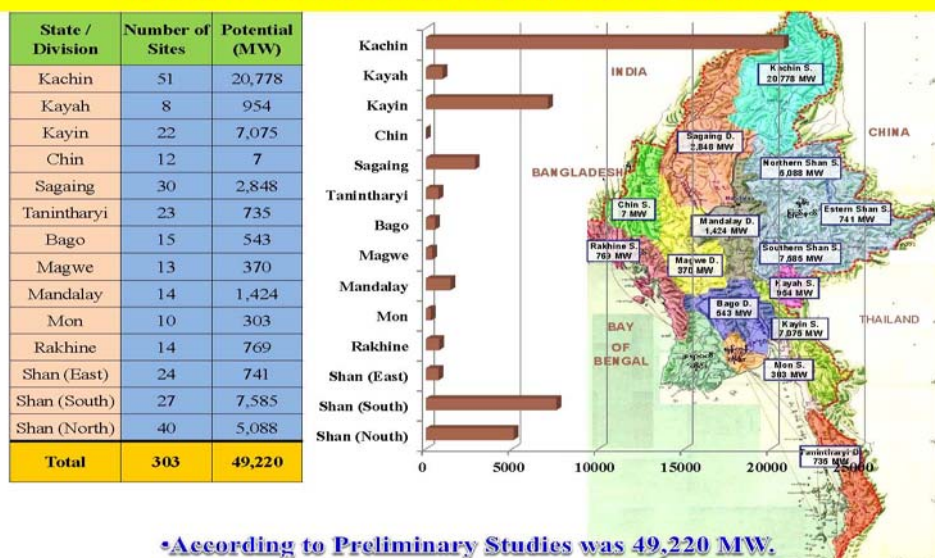 State / Division Number of Sites Potential (MW)
Kachin 51 20,778
Kayah 8 954
Kayin 22 7,075
Chin 12 7
Sagaing 30 2,848
Tanintharyi 23 735
Bago 15 543
Magwe 13 370
Mandalay 14 1,424
Mon 10 303
Rakhine 14 769
Shan (East) 24 741
Shan (South) 27 7,585
Shan (North) 40 5,088
Total 303 49,220
Kachin
Kayah
Kayin
Chin
Sagaing
Tanintharyi
Bago
Magwe
Mandalay
Mon
Rakhine
Shan (East)
Shan (South)
Shan (Nouth)
0 5000 10000 15000 20000 25000
INDIA
Kachin S.
20,778 MW
CHINA
Sagaing D.
2,848 MW
BANGLADESH
Northern Shan S.
5,088 MW
Chin S.
7 MW
Estern Shan S.
741 MW
Mandalay D.
1,424 MW
Rakhine S.
769 MW
Magwe D.
370 MW
Southern Shan S.
7,585 MW
Kayah S.
954 MW
Bago D.
543 MW
BAY
OF
BENGAL
Kayin S.
7,075 MW
THAILAND
Mon S.
303 MW
Tanintharyi D.
735 MW
•According to Preliminary Studies was 49,220 MW.